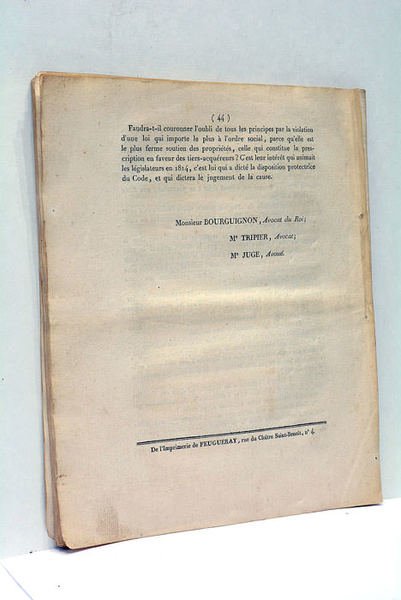 ( 44 )
Faudra-t-il couronner l'oubli de tous les principes par la violation
d'une loi qui importe le plus à l'ordre social, parce qu'elle est
le plus ferme soutien des propriétés, celle qui constitue la pres-
cription en faveur des tiers-acquéreurs ? C'est leur intérêt qui animait
les législateurs en 1814, c'est lui qui a dicté la disposition protectrice
du Code, et qui dictera le jugement de la cause.
Monsieur BOURGUIGNON, Avocat du Roi;
Me TRIPIER, Avocat;
Me JUGE, Avoué.
De l'Imprimerie de FEUGUERAY, rue du Cloître Saint-Benoît, n° 4.